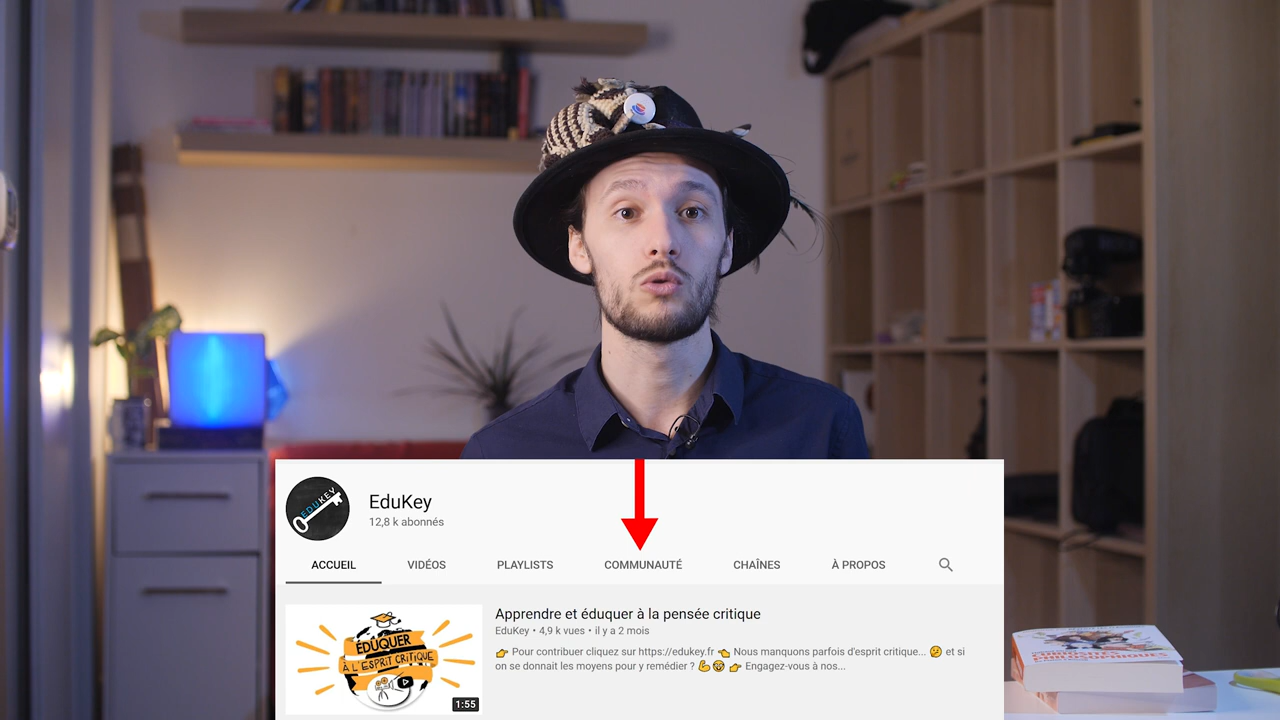 EDUKEY
EduKey
12,8 k abonnés
ACCUEIL
VIDÉOS
PLAYLISTS
COMMUNAUTÉ
CHAÎNES
À PROPOS
ÉDUQUER
À L'ESPRIT CRITIQUE
1:55
Apprendre et éduquer à la pensée critique
EduKey • 4,9 k vues • il y a 2 mois
👉 Pour contribuer cliquez sur https://edukey.fr 👈 Nous manquons parfois d'esprit critique... 🤔 et si
on se donnait les moyens pour y remédier ? 💪🤓 👉 Engagez-vous à nos...
PHILOSOPHIQUES